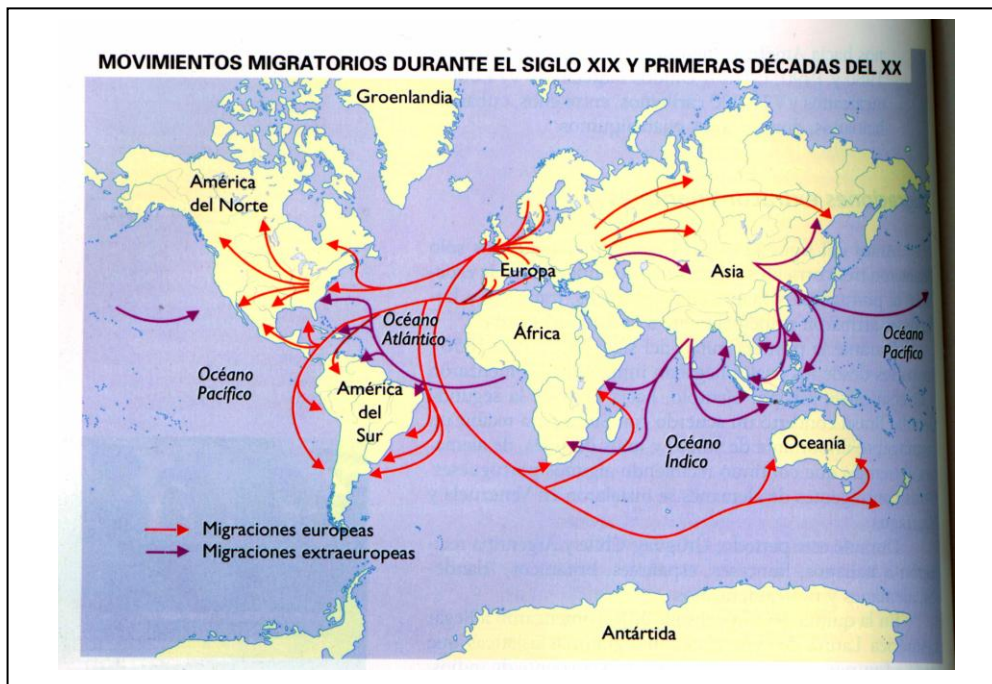 MOVIMIENTOS MIGRATORIOS DURANTE EL SIGLO XIX Y PRIMERAS DÉCADAS DEL XX
Groenlandia
América
del Norte
Europa
Asia
Océano
Atlántico
África
Océano
Pacífico
Océano
Pacífico
América
del
Sur
Océano
Índico
Oceanía
Migraciones europeas
Migraciones extraeuropeas
Antártida